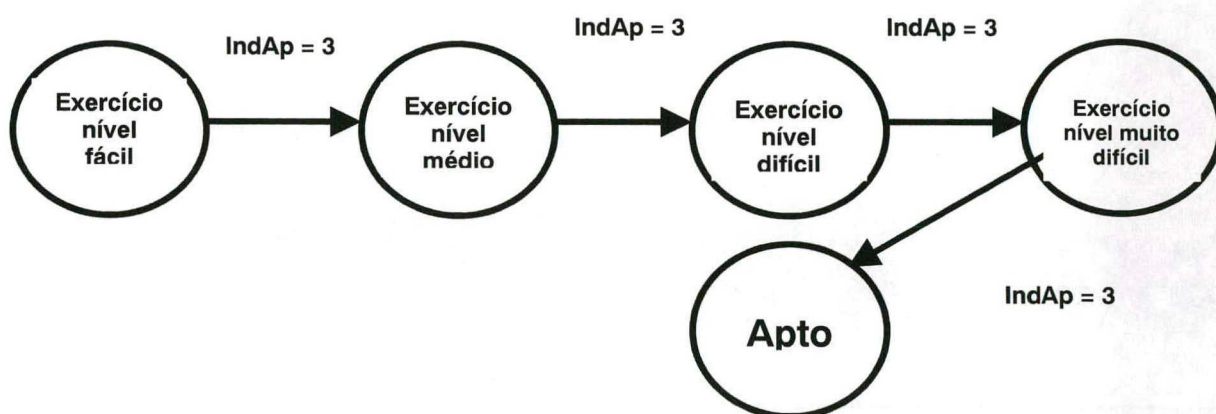 IndAp = 3
IndAp = 3
IndAp = 3
Exercício
nível
fácil
Exercício
nível
médio
Exercício
nível
difícil
Exercício
nível muito
difícil
Apto
IndAp = 3